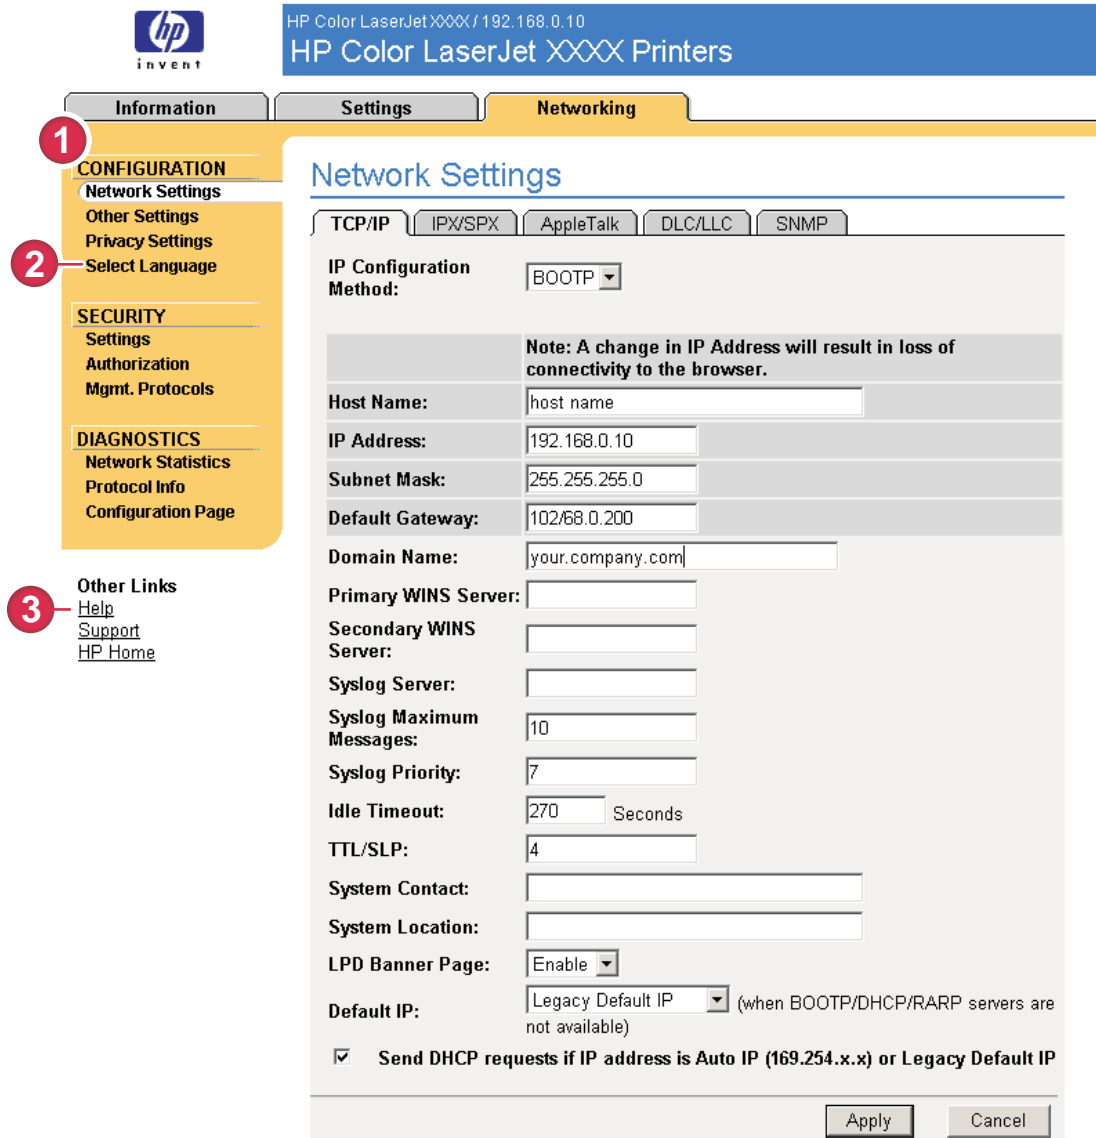 hp
invent
HP Color LaserJet XXXX / 192.168.0.10
HP Color LaserJet XXXX Printers
Information
Settings
Networking
1
CONFIGURATION
Network Settings
Other Settings
Privacy Settings
2
Select Language
SECURITY
Settings
Authorization
Mgmt. Protocols
DIAGNOSTICS
Network Statistics
Protocol Info
Configuration Page
Other Links
3
Help
Support
HP Home
Network Settings
TCP/IP
IPX/SPX
AppleTalk
DLC/LLC
SNMP
IP Configuration
Method:
BOOTP
Note: A change in IP Address will result in loss of
connectivity to the browser.
Host Name: host name
IP Address: 192.168.0.10
Subnet Mask: 255.255.255.0
Default Gateway: 102/68.0.200
Domain Name: your.company.com
Primary WINS Server:
Secondary WINS
Server:
Syslog Server:
Syslog Maximum
Messages:
10
Syslog Priority: 7
Idle Timeout: 270 Seconds
TTL/SLP: 4
System Contact:
System Location:
LPD Banner Page: Enable
Default IP:
Legacy Default IP (when BOOTP/DHCP/RARP servers are
not available)
Send DHCP requests if IP address is Auto IP (169.254.x.x) or Legacy Default IP
Apply
Cancel